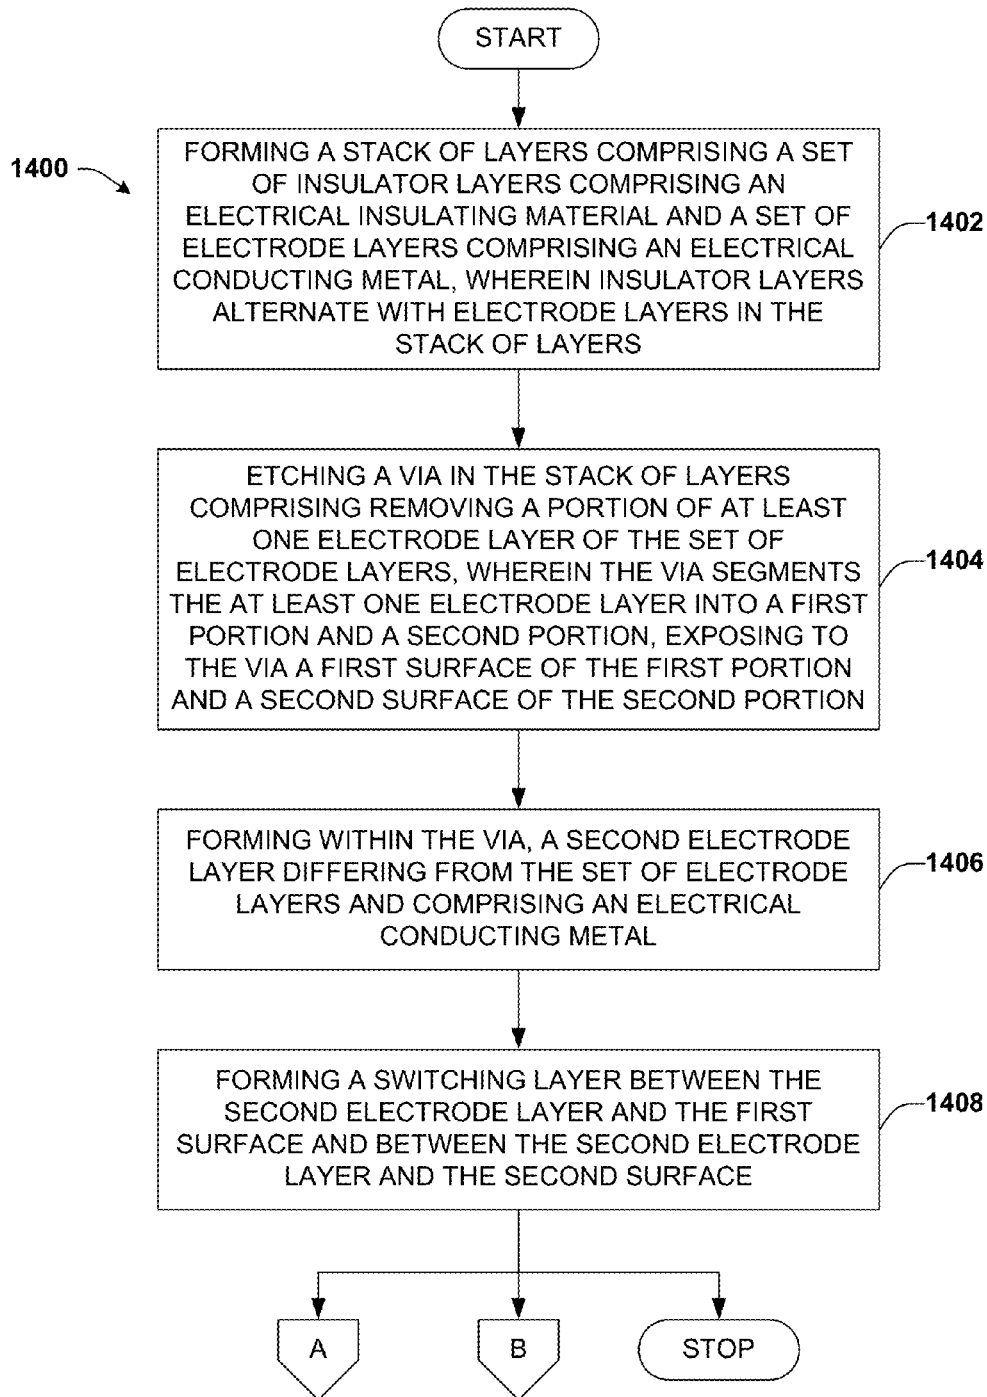 START
1400
FORMING A STACK OF LAYERS COMPRISING A SET
OF INSULATOR LAYERS COMPRISING AN
ELECTRICAL INSULATING MATERIAL AND A SET OF
ELECTRODE LAYERS COMPRISING AN ELECTRICAL
CONDUCTING METAL, WHEREIN INSULATOR LAYERS
ALTERNATE WITH ELECTRODE LAYERS IN THE
STACK OF LAYERS
1402
ETCHING A VIA IN THE STACK OF LAYERS
COMPRISING REMOVING A PORTION OF AT LEAST
ONE ELECTRODE LAYER OF THE SET OF
ELECTRODE LAYERS, WHEREIN THE VIA SEGMENTS
THE AT LEAST ONE ELECTRODE LAYER INTO A FIRST
PORTION AND A SECOND PORTION, EXPOSING TO
THE VIA A FIRST SURFACE OF THE FIRST PORTION
AND A SECOND SURFACE OF THE SECOND PORTION
1404
FORMING WITHIN THE VIA, A SECOND ELECTRODE
LAYER DIFFERING FROM THE SET OF ELECTRODE
LAYERS AND COMPRISING AN ELECTRICAL
CONDUCTING METAL
1406
FORMING A SWITCHING LAYER BETWEEN THE
SECOND ELECTRODE LAYER AND THE FIRST
SURFACE AND BETWEEN THE SECOND ELECTRODE
LAYER AND THE SECOND SURFACE
1408
A
B
STOP